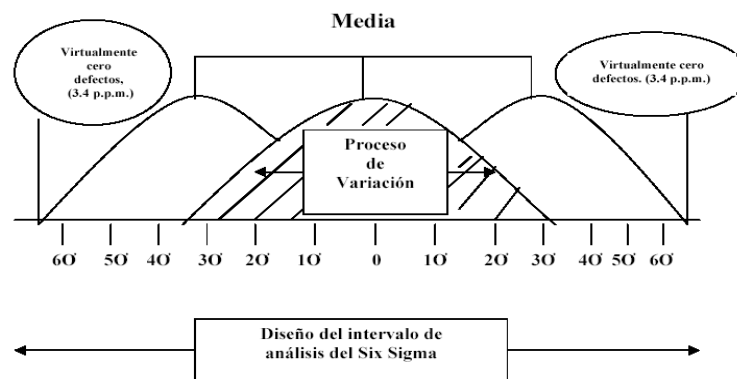 Media
Virtualmente
cero
defectos,
(3.4 p.p.m.)
Virtualmente cero
defectos. (3.4 p.p.m.)
Proceso
de
Variación
6σ 5σ 4σ 3σ 2σ 1σ 0 1σ 2σ 3σ 4σ 5σ 6σ
Diseño del intervalo de
análisis del Six Sigma